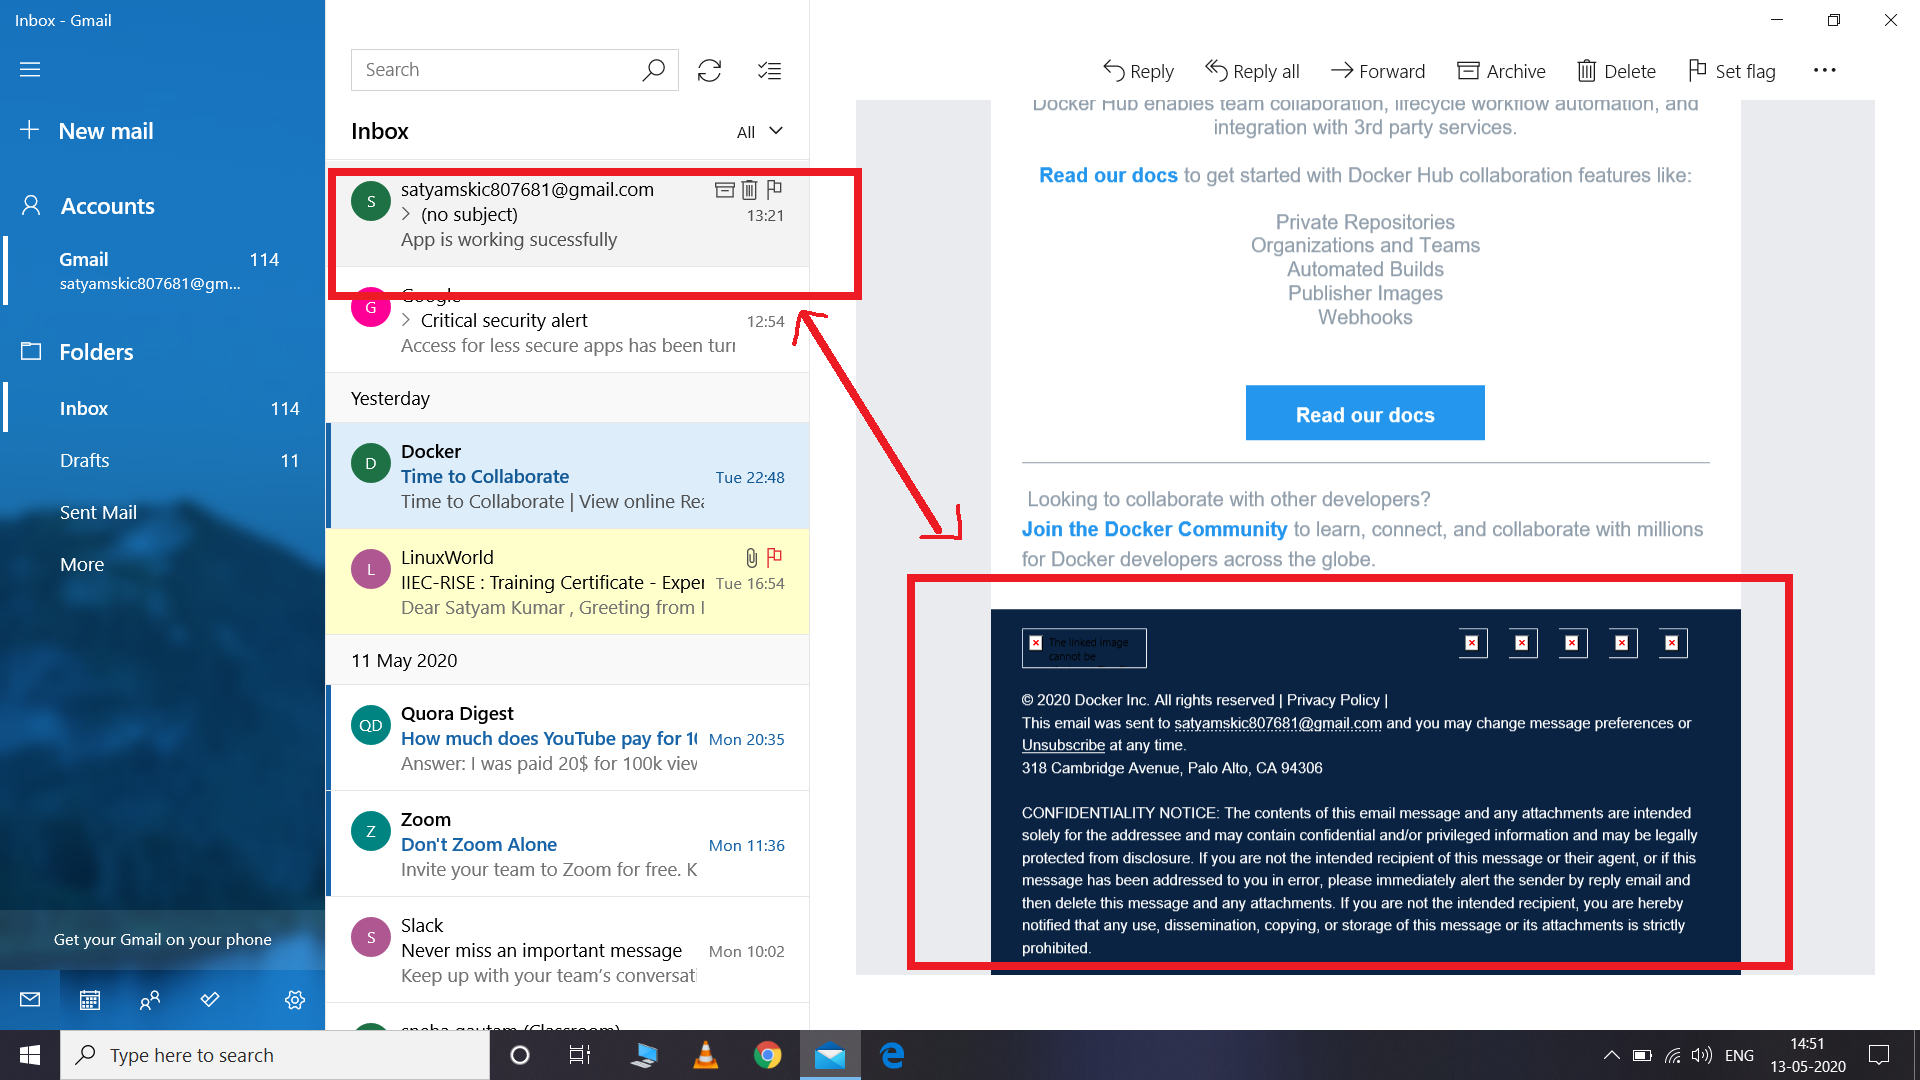 Inbox - Gmail
New mail
Accounts
Gmail 114
satyamskic807681@gm...
Folders
Inbox 114
Drafts 11
Sent Mail
More
Get your Gmail on your phone
Search
Inbox All
satyamskic807681@gmail.com
S
(no subject) 13:21
App is working sucessfully
Google
G
Critical security alert 12:54
Access for less secure apps has been turr
Yesterday
Docker
D
Time to Collaborate Tue 22:48
Time to Collaborate | View online Rea
LinuxWorld
L
IIEC-RISE : Training Certificate - Exper Tue 16:54
Dear Satyam Kumar , Greeting from I
11 May 2020
Quora Digest
QD
How much does YouTube pay for 10 Mon 20:35
Answer: I was paid 20$ for 100k view
Zoom
Z
Don't Zoom Alone Mon 11:36
Invite your team to Zoom for free. K
Slack
S
Never miss an important message Mon 10:02
Keep up with your team's conversati
sneha gautam (Classroom)
Reply Reply all Forward Archive Delete Set flag ...
Docker Hub enables team collaboration, lifecycle workflow automation, and
integration with 3rd party services.
Read our docs to get started with Docker Hub collaboration features like:
Private Repositories
Organizations and Teams
Automated Builds
Publisher Images
Webhooks
Read our docs
Looking to collaborate with other developers?
Join the Docker Community to learn, connect, and collaborate with millions
for Docker developers across the globe.
The linked image
cannot be
© 2020 Docker Inc. All rights reserved | Privacy Policy |
This email was sent to satyamskic807681@gmail.com and you may change message preferences or
Unsubscribe at any time.
318 Cambridge Avenue, Palo Alto, CA 94306
CONFIDENTIALITY NOTICE: The contents of this email message and any attachments are intended
solely for the addressee and may contain confidential and/or privileged information and may be legally
protected from disclosure. If you are not the intended recipient of this message or their agent, or if this
message has been addressed to you in error, please immediately alert the sender by reply email and
then delete this message and any attachments. If you are not the intended recipient, you are hereby
notified that any use, dissemination, copying, or storage of this message or its attachments is strictly
prohibited.
Type here to search
ENG
14:51
13-05-2020